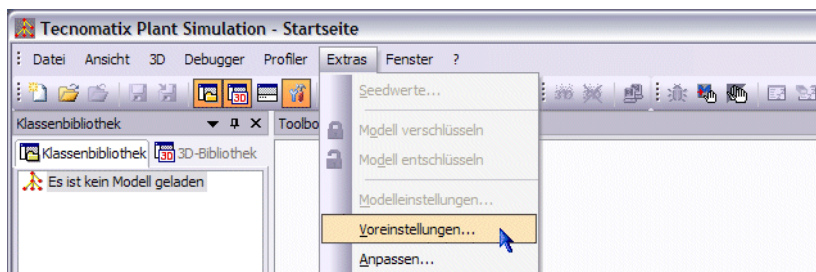 Tecnomatix Plant Simulation - Startseite
Datei Ansicht 3D Debugger Profiler Extras Fenster ?
Seedwerte...
Klassenbibliothek Toolbo
Modell verschlüsseln
Klassenbibliothek 3D-Bibliothek
Modell entschlüsseln
Es ist kein Modell geladen
Modelleinstellungen...
Voreinstellungen...
Anpassen...